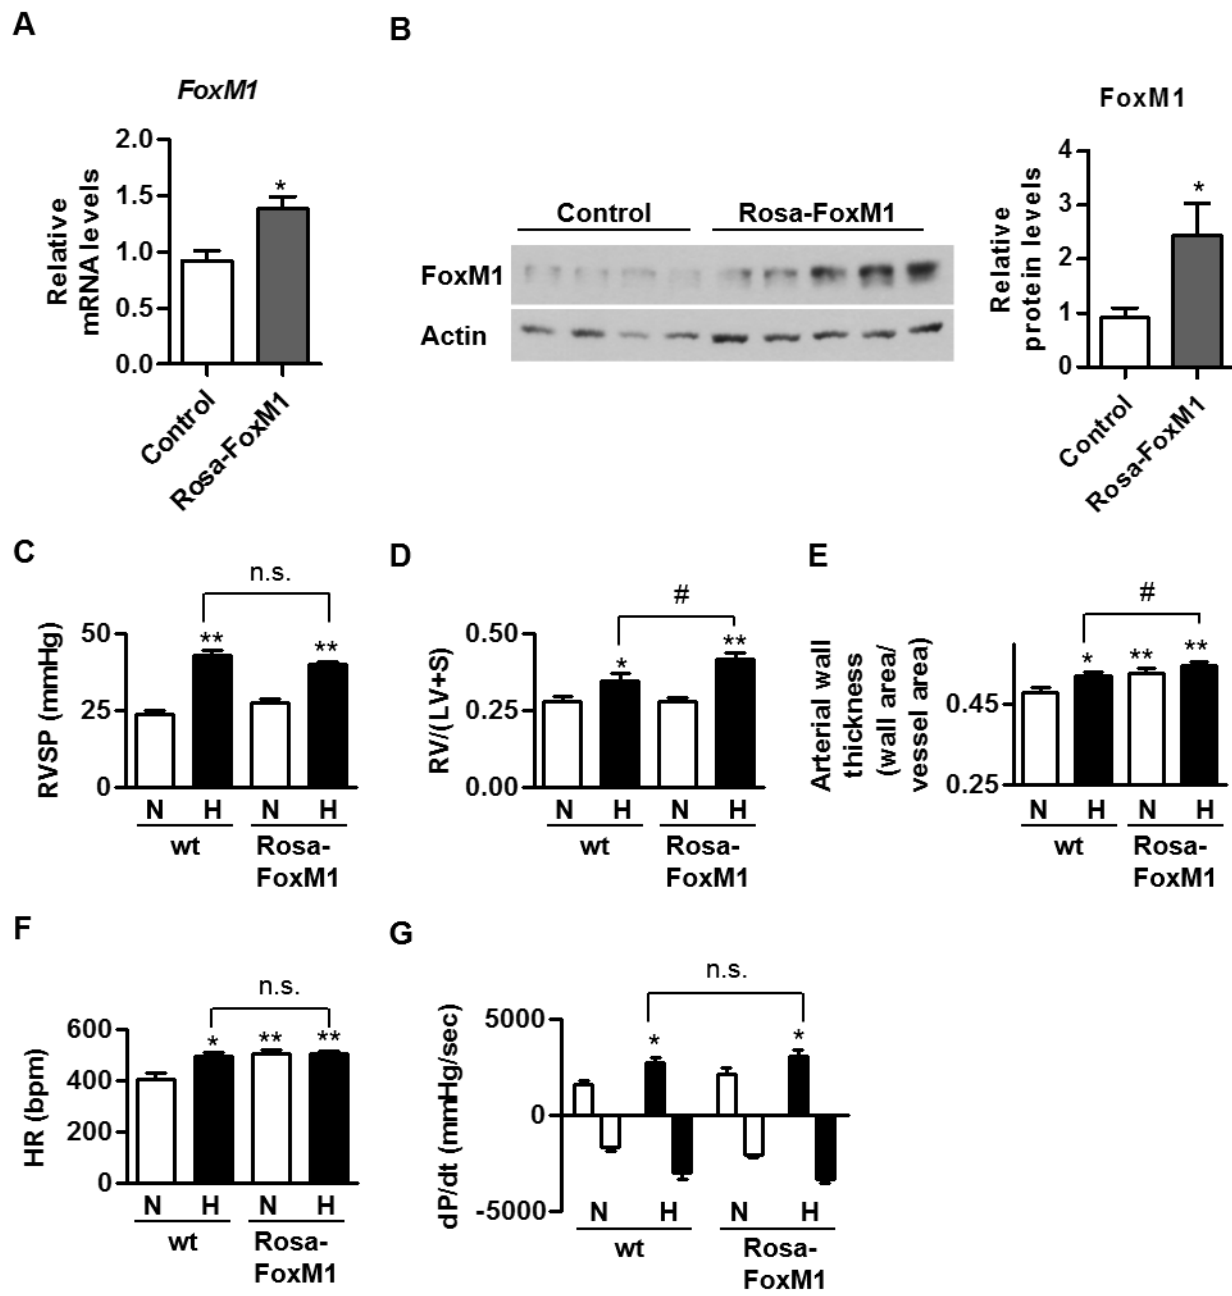 A
B
FoxM1
Relative
mRNA levels
2.0
1.5
1.0
0.5
0.0
*
Control
Rosa-FoxM1
Control
Rosa-FoxM1
FoxM1
Actin
FoxM1
Relative
protein levels
4
3
2
1
0
*
Control
Rosa-FoxM1
C
RVSP (mmHg)
50
25
0
n.s.
**
**
N
H
N
H
wt
Rosa-
FoxM1
D
RV/(LV+S)
0.50
0.25
0.00
#
*
**
N
H
N
H
wt
Rosa-
FoxM1
E
Arterial wall
thickness
(wall area/
vessel area)
0.45
0.25
#
*
**
**
N
H
N
H
wt
Rosa-
FoxM1
F
HR (bpm)
600
400
200
0
n.s.
*
**
**
N
H
N
H
wt
Rosa-
FoxM1
G
dP/dt (mmHg/sec)
5000
0
-5000
n.s.
*
*
N
H
N
H
wt
Rosa-
FoxM1